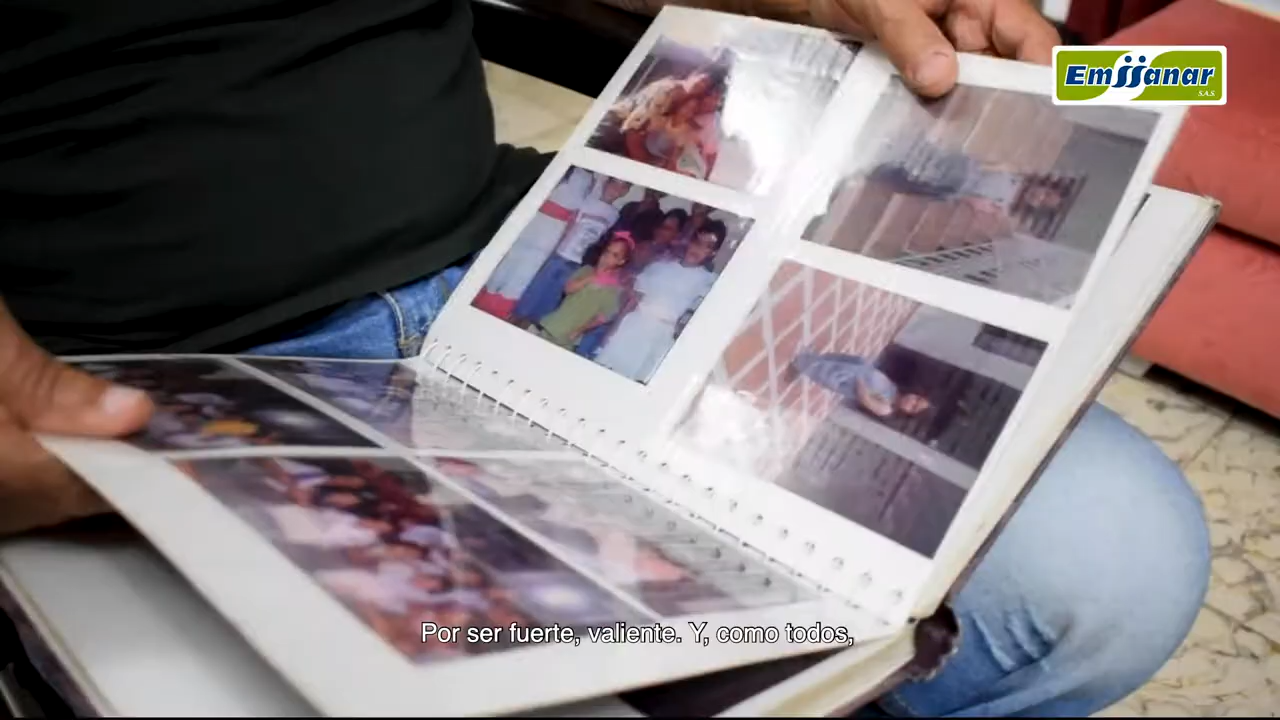 Emssanar
S.A.S.
Por ser fuerte, valiente. Y, como todos,